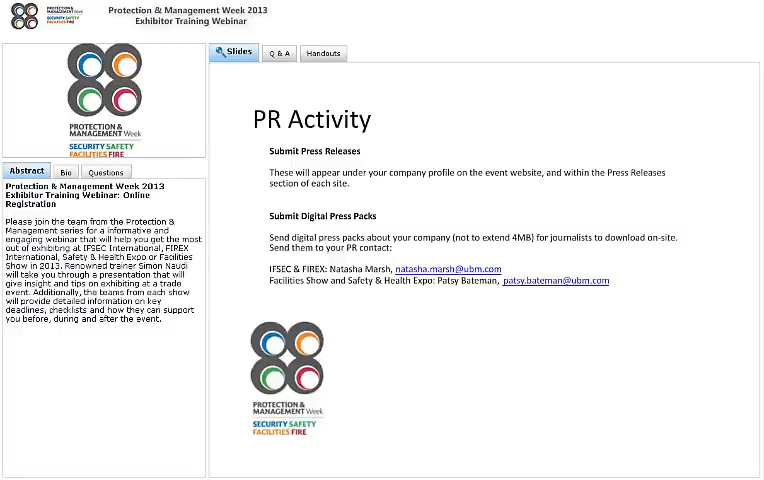 PROTECTION &
MANAGEMENT Week
SECURITY SAFETY
FACILITIES FIRE
Protection & Management Week 2013
Exhibitor Training Webinar
PROTECTION &
MANAGEMENT Week
SECURITY SAFETY
FACILITIES FIRE
Abstract Bio Questions
Protection & Management Week 2013
Exhibitor Training Webinar: Online
Registration
Please join the team from the Protection &
Management series for a informative and
engaging webinar that will help you get the most
out of exhibiting at IFSEC International, FIREX
International, Safety & Health Expo or Facilities
Show in 2013. Renowned trainer Simon Naudi
will take you through a presentation that will
give insight and tips on exhibiting at a trade
event. Additionally, the teams from each show
will provide detailed information on key
deadlines, checklists and how they can support
you before, during and after the event.
Slides Q & A Handouts
PR Activity
Submit Press Releases
These will appear under your company profile on the event website, and within the Press Releases
section of each site.
Submit Digital Press Packs
Send digital press packs about your company (not to extend 4MB) for journalists to download on-site.
Send them to your PR contact:
IFSEC & FIREX: Natasha Marsh, natasha.marsh@ubm.com
Facilities Show and Safety & Health Expo: Patsy Bateman, patsy.bateman@ubm.com
PROTECTION &
MANAGEMENT Week
SECURITY SAFETY
FACILITIES FIRE